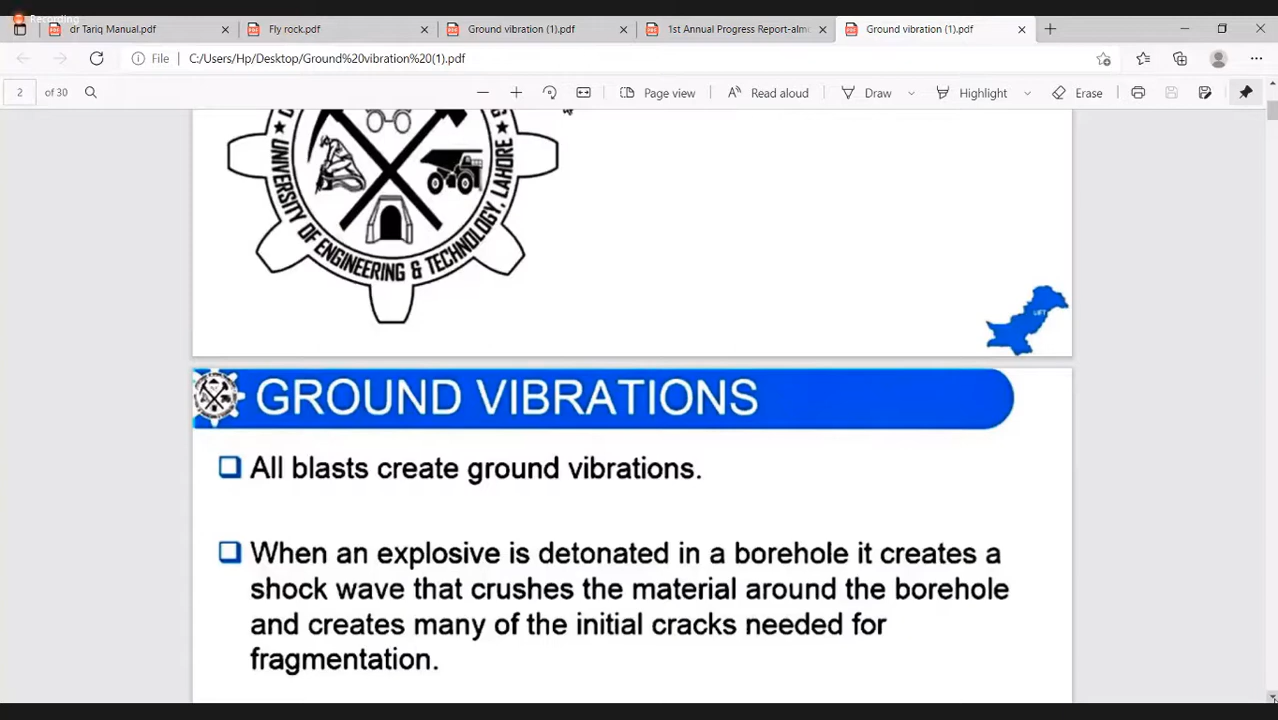 Recording
dr Tariq Manual.pdf
Fly rock.pdf
Ground vibration (1).pdf
1st Annual Progress Report-alm
Ground vibration (1).pdf
File
C:/Users/Hp/Desktop/Ground%20vibration%20(1).pdf
2 of 30
Page view
Read aloud
Draw
Highlight
Erase
UNIVERSITY OF ENGINEERING & TECHNOLOGY, LAHORE
GROUND VIBRATIONS
All blasts create ground vibrations.
When an explosive is detonated in a borehole it creates a
shock wave that crushes the material around the borehole
and creates many of the initial cracks needed for
fragmentation.